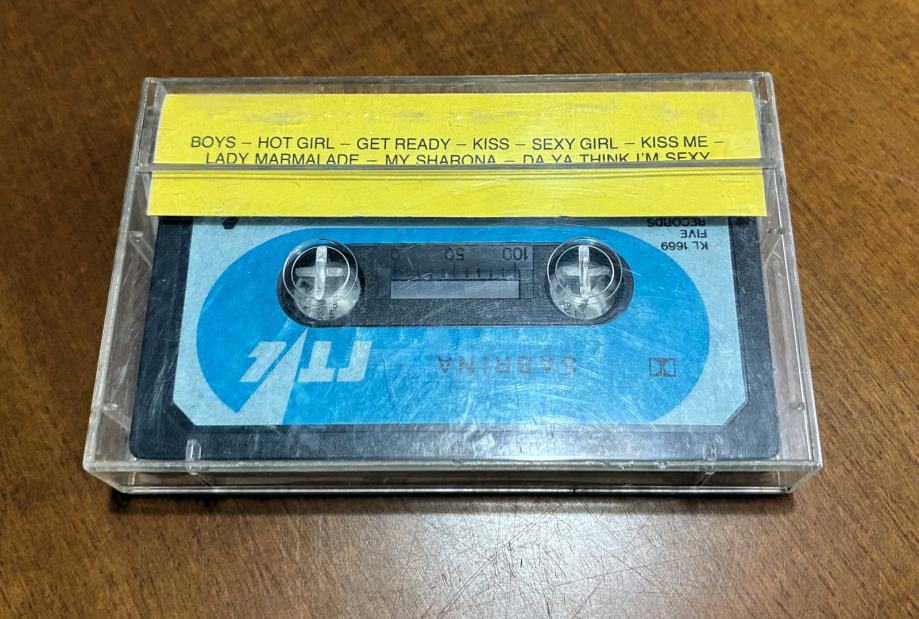 BOYS – HOT GIRL – GET READY – KISS – SEXY GIRL – KISS ME –
LADY MARMALADE – MY SHARONA – DA YA THINK I'M SEXY
KL 1669
FIVE
RECORDS
0 50 100
SABRINA
RTL